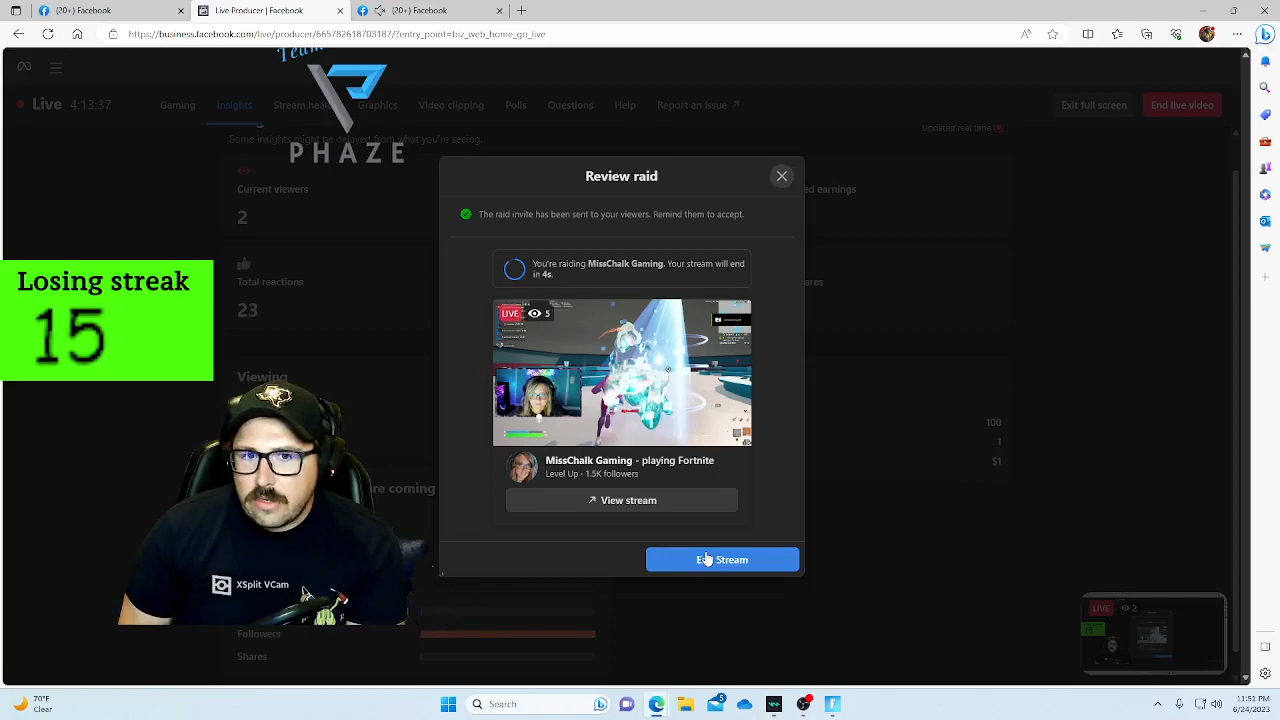 (20+) Facebook
Live Producer | Facebook
(20+) Facebook
https://business.facebook.com/live/producer/665782618703187/?entry_point=biz_web_home_go_live
Team
PHAZE
Live 4:13:37
Gaming
Insights
Stream health
Graphics
Video clipping
Polls
Questions
Help
Report an Issue
Exit full screen
End live video
Some insights might be delayed from what you're seeing.
Updated real time
Current viewers
2
Total reactions
23
Viewing
Review raid
The raid invite has been sent to your viewers. Remind them to accept.
You're raiding MissChalk Gaming. Your stream will end
in 4s.
LIVE 5
MissChalk Gaming - playing Fortnite
Level Up · 1.5K followers
View stream
Stream
100
1
$1
Losing streak
15
XSplit VCam
Followers
Shares
LIVE 2
70°F
Clear
Search
5
11:15 PM
6/24/2023